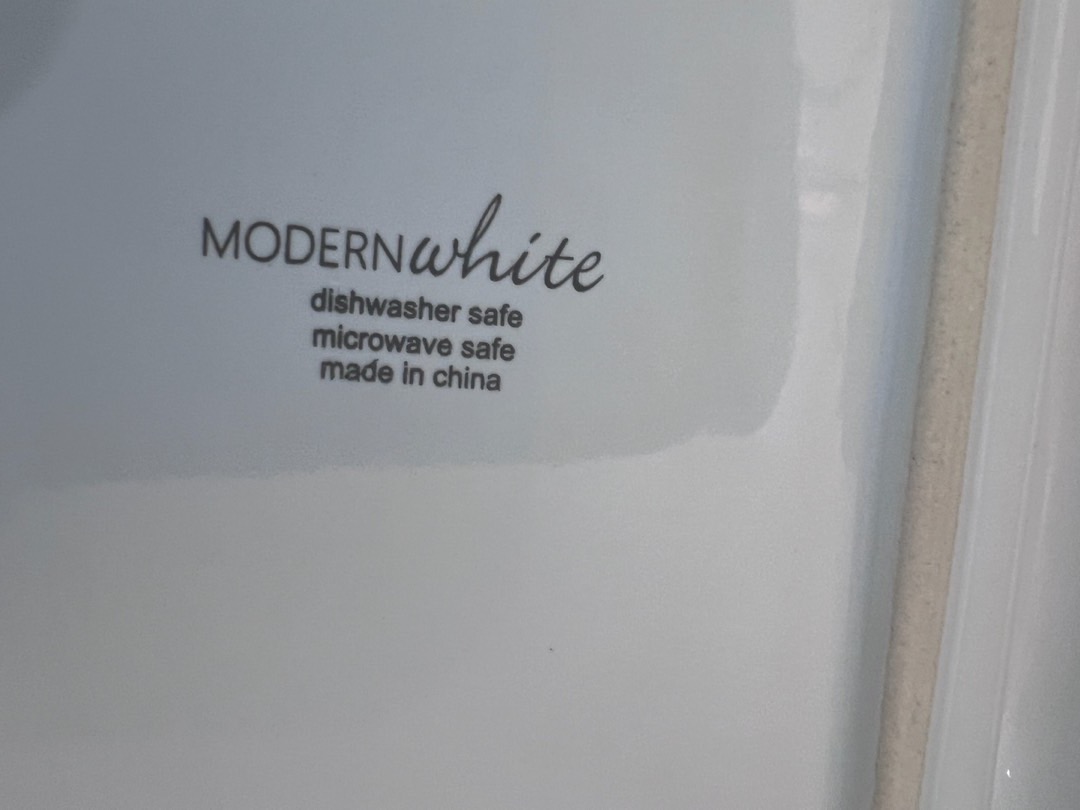 MODERNwhite
dishwasher safe
microwave safe
made in china